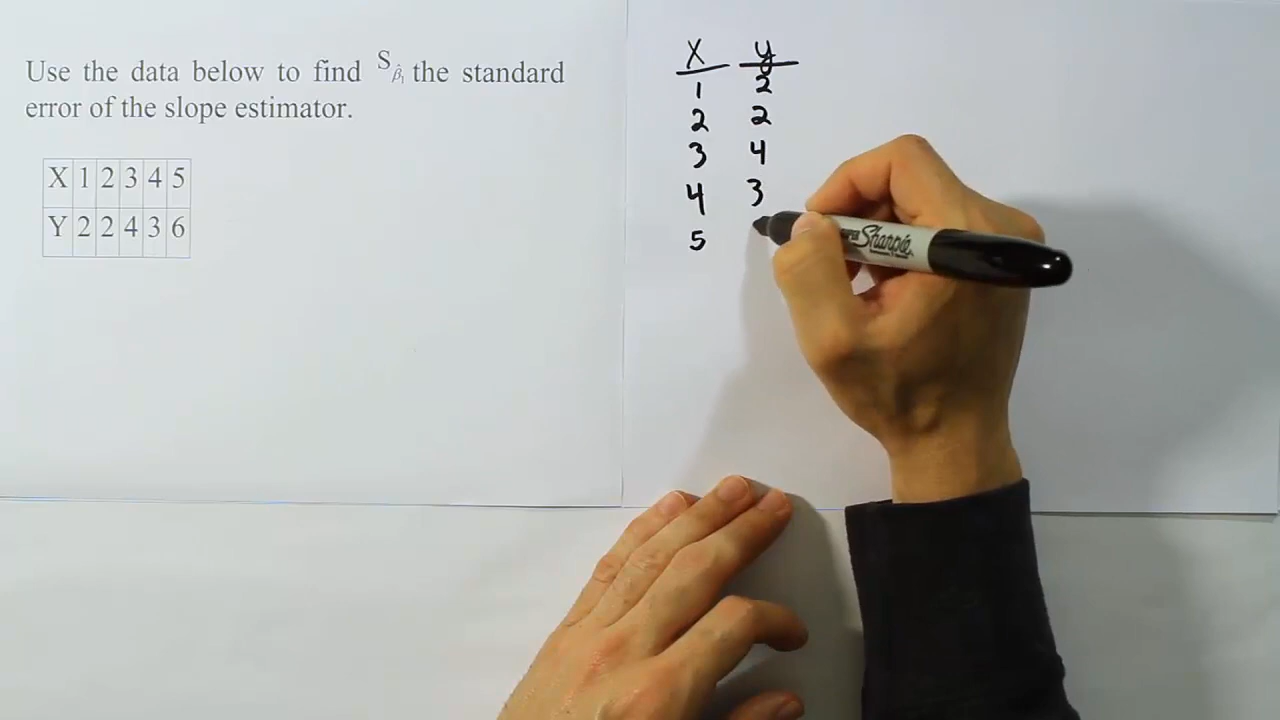 Use the data below to find S β̂₁ the standard
error of the slope estimator.
X 1 2 3 4 5
Y 2 2 4 3 6
X y
1 2
2 2
3 4
4 3
5
Sharpie